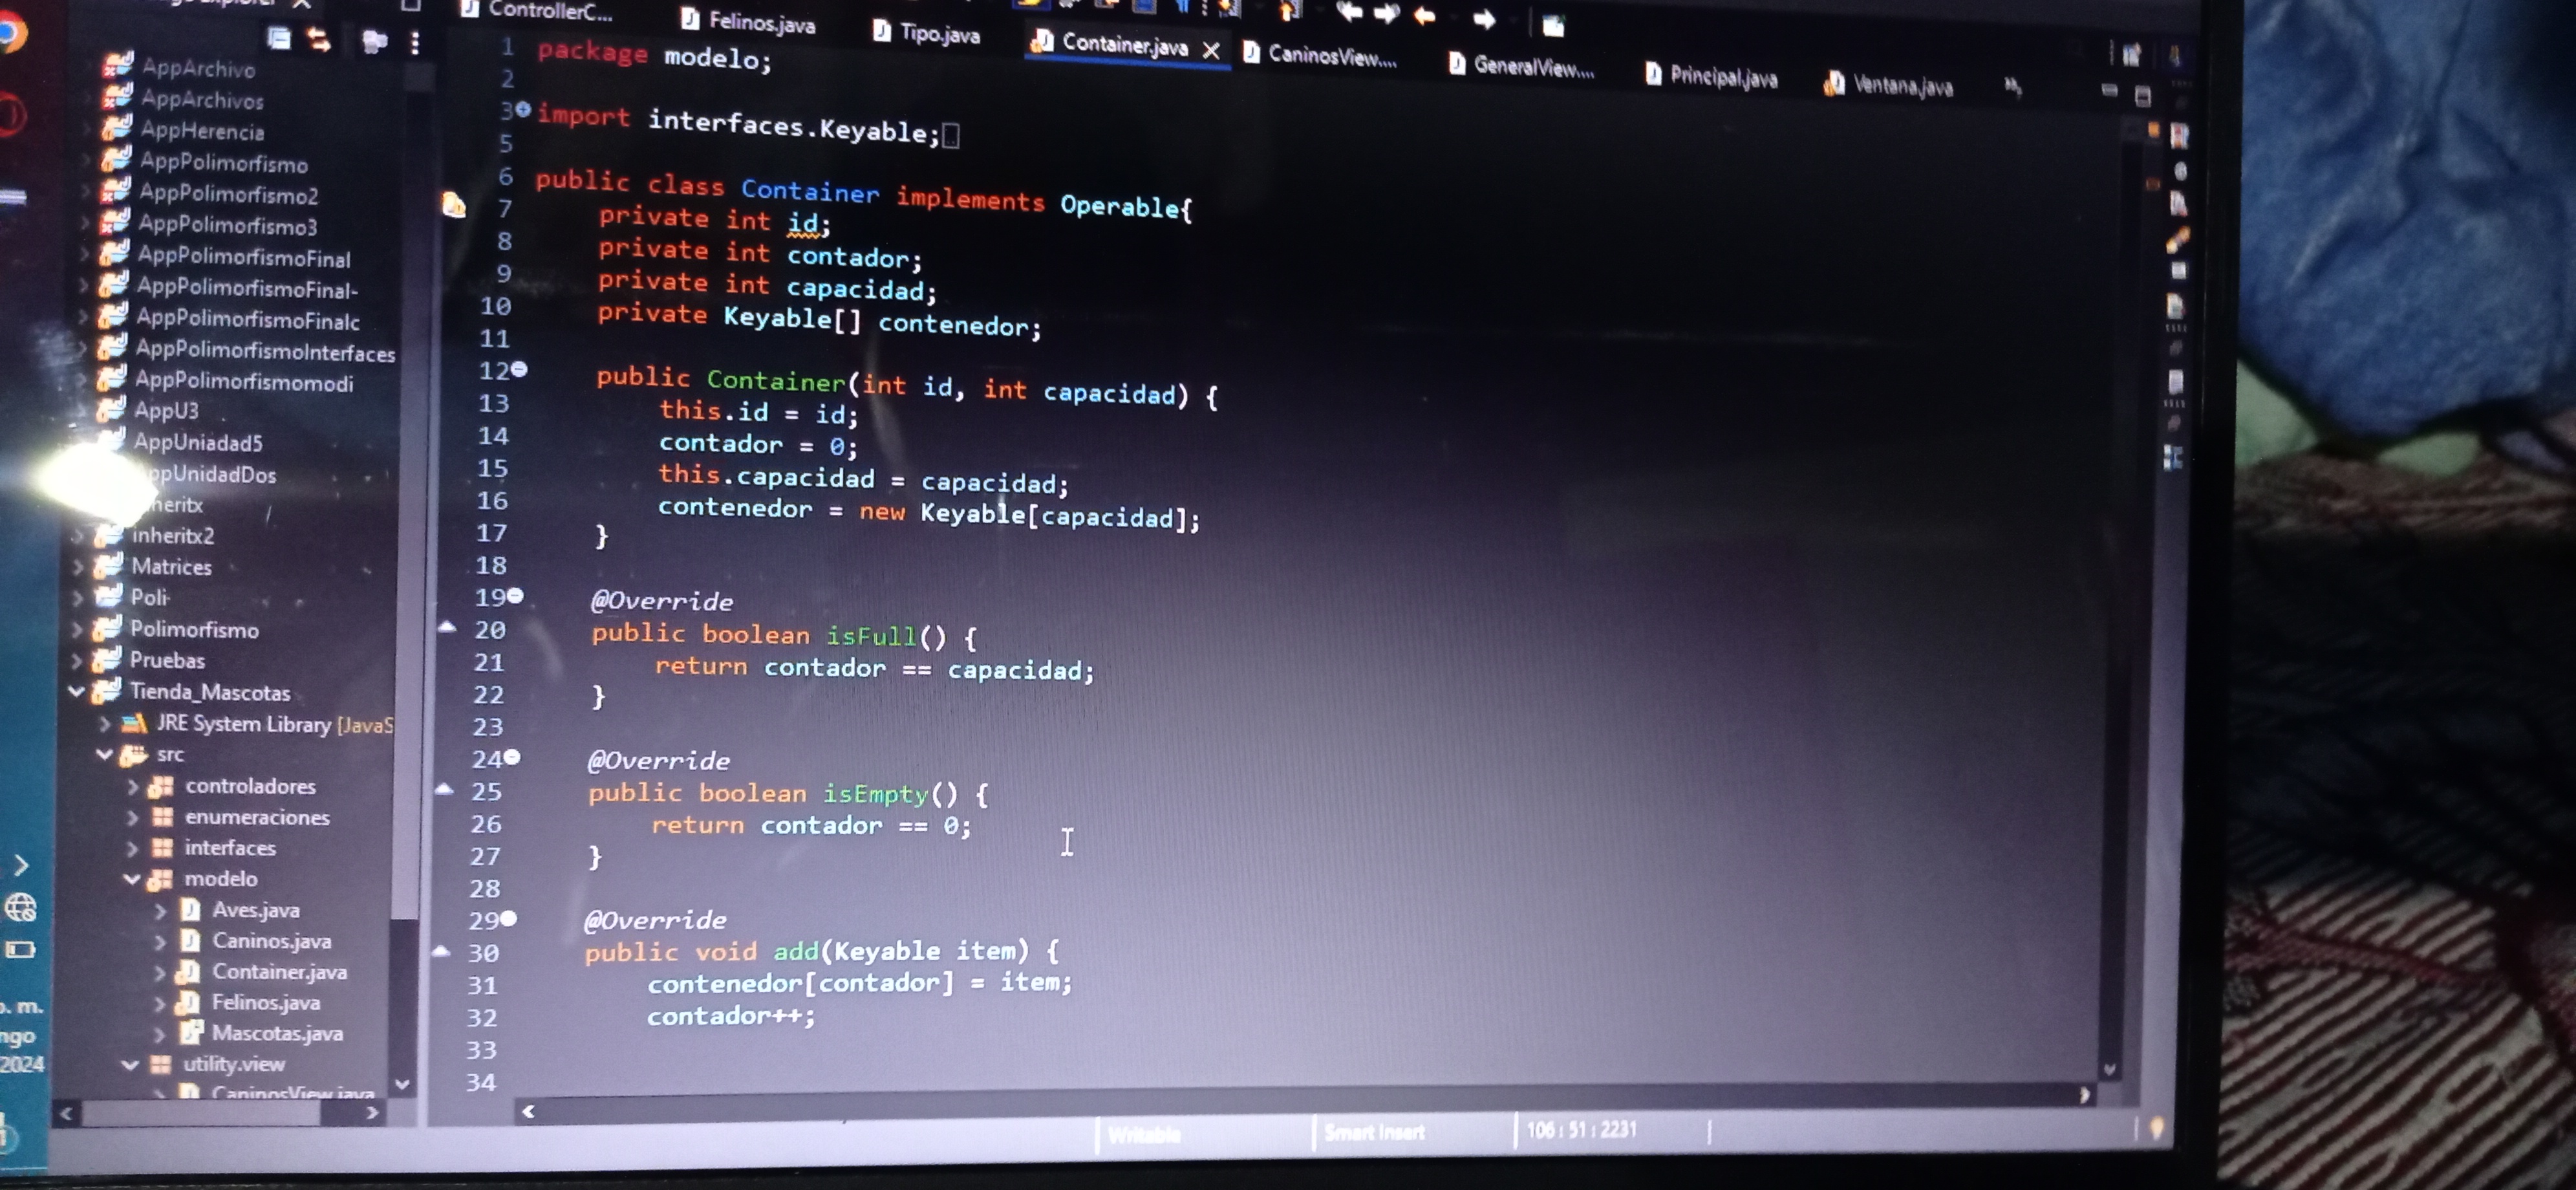 ControllerC...
Felinos.java
Tipo.java
Container.java
CaninosView....
GeneralView....
Principal.java
Ventana.java
AppArchivo
AppArchivos
AppHerencia
AppPolimorfismo
AppPolimorfismo2
AppPolimorfismo3
AppPolimorfismoFinal
AppPolimorfismoFinal-
AppPolimorfismoFinalc
AppPolimorfismoInterfaces
AppPolimorfismomodi
AppU3
AppUniadad5
ppUnidadDos
heritx
inheritx2
Matrices
Poli
Polimorfismo
Pruebas
Tienda_Mascotas
JRE System Library [JavaS
src
controladores
enumeraciones
interfaces
modelo
Aves.java
Caninos.java
Container.java
Felinos.java
Mascotas.java
utility.view
CaninosView.java
1 package modelo;
2
3 import interfaces.Keyable;
5
6 public class Container implements Operable{
7 private int id;
8 private int contador;
9 private int capacidad;
10 private Keyable[] contenedor;
11
12 public Container(int id, int capacidad) {
13 this.id = id;
14 contador = 0;
15 this.capacidad = capacidad;
16 contenedor = new Keyable[capacidad];
17 }
18
19 @Override
20 public boolean isFull() {
21 return contador == capacidad;
22 }
23
24 @Override
25 public boolean isEmpty() {
26 return contador == 0;
27 }
28
29 @Override
30 public void add(Keyable item) {
31 contenedor[contador] = item;
32 contador++;
33
34
Writable
Smart Insert
106 : 51 : 2231
. m.
ngo
2024